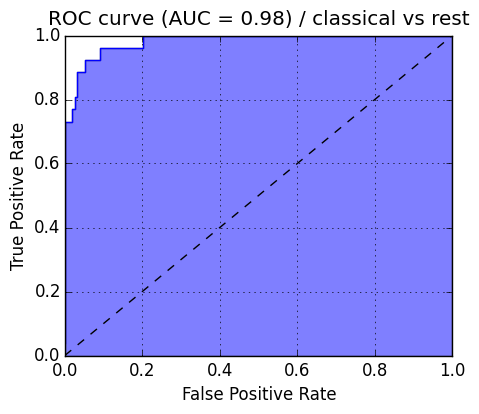 ROC curve (AUC = 0.98) / classical vs rest
1.0
0.8
0.6
0.4
0.2
0.0
True Positive Rate
0.0 0.2 0.4 0.6 0.8 1.0
False Positive Rate